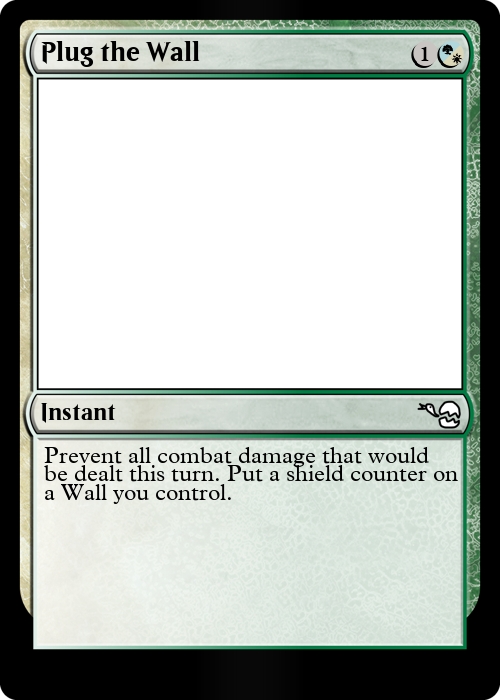 Plug the Wall 1
Instant
Prevent all combat damage that would
be dealt this turn. Put a shield counter on
a Wall you control.